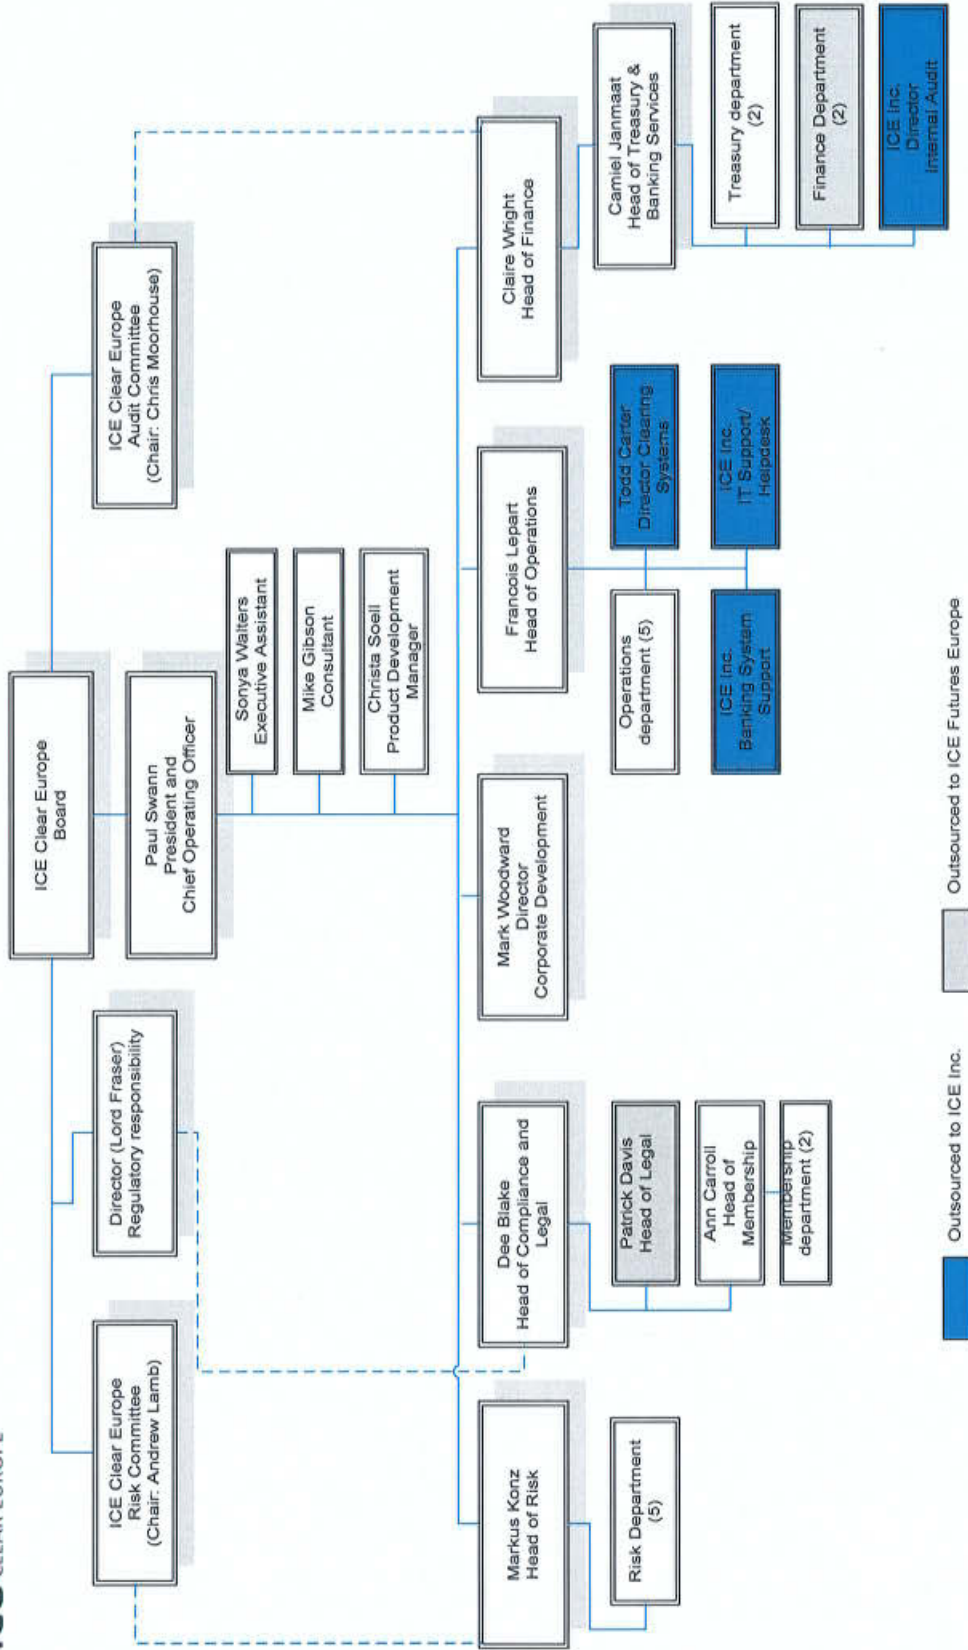 CLEAR EUROPE
ICE Clear Europe
Board
ICE Clear Europe
Risk Committee
(Chair: Andrew Lamb)
Director (Lord Fraser)
Regulatory responsibility
Paul Swann
President and
Chief Operating Officer
ICE Clear Europe
Audit Committee
(Chair: Chris Moorhouse)
Sonya Walters
Executive Assistant
Mike Gibson
Consultant
Christa Soell
Product Development
Manager
Markus Konz
Head of Risk
Dee Blake
Head of Compliance and
Legal
Mark Woodward
Director
Corporate Development
Francois Lepart
Head of Operations
Claire Wright
Head of Finance
Risk Department
(5)
Patrick Davis
Head of Legal
Ann Carroll
Head of
Membership
Membership
department (2)
Operations
department (5)
Todd Carter
Director Clearing
Systems
ICE Inc.
Banking System
Support
ICE Inc.
IT Support/
Helpdesk
Camiel Janmaat
Head of Treasury &
Banking Services
Treasury department
(2)
Finance Department
(2)
ICE Inc.
Director
Internal Audit
Outsourced to ICE Inc.
Outsourced to ICE Futures Europe